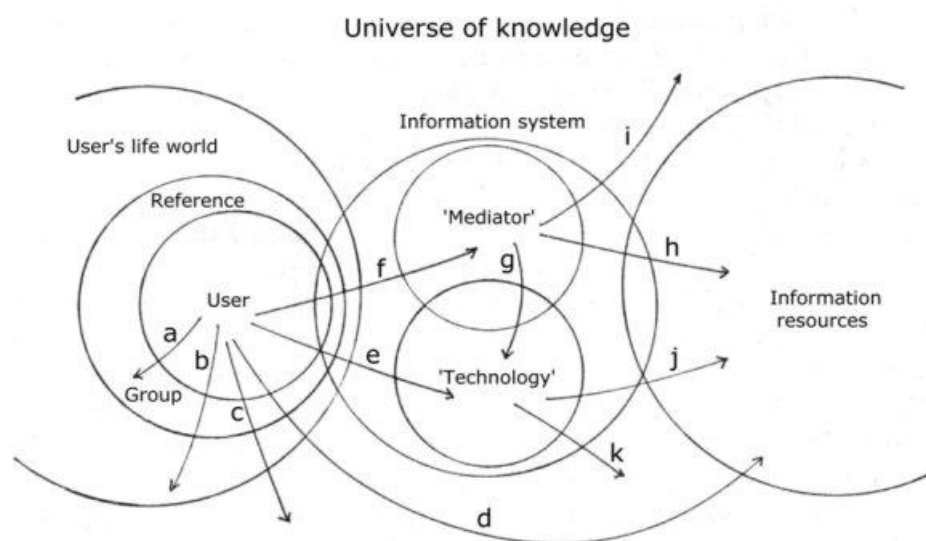 Universe of knowledge
Information system
i
User's life world
Reference
'Mediator'
f
g
h
User
Information
resources
a
b
e
j
'Technology'
Group
c
k
d